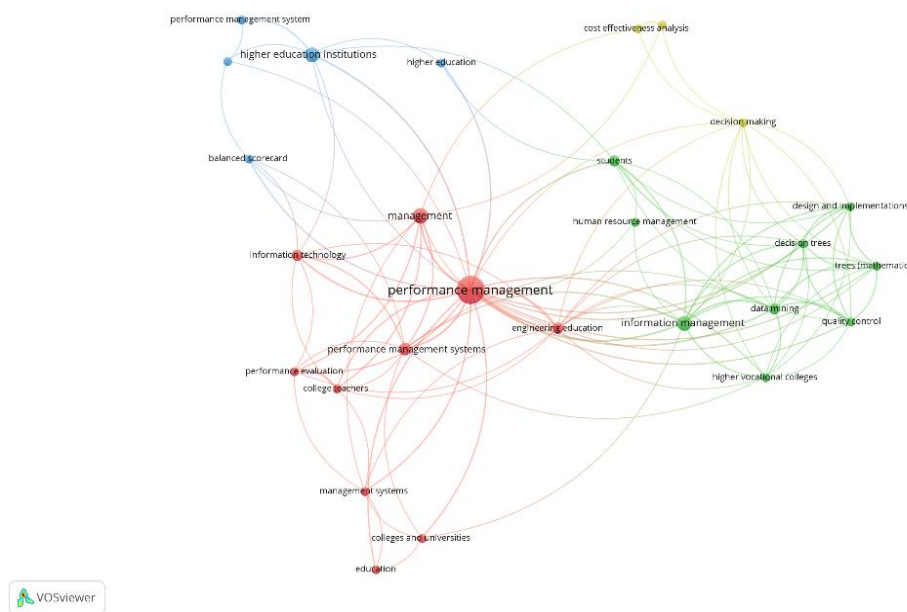 performance management system
cost effectiveness analysis
higher education institutions
higher education
decision making
balanced scorecard
students
design and implementations
management
human resource management
decision trees
information technology
trees (mathematic
performance management
data mining
engineering education
information management
quality control
performance management systems
performance evaluation
higher vocational colleges
college teachers
management systems
colleges and universities
education
VOSviewer